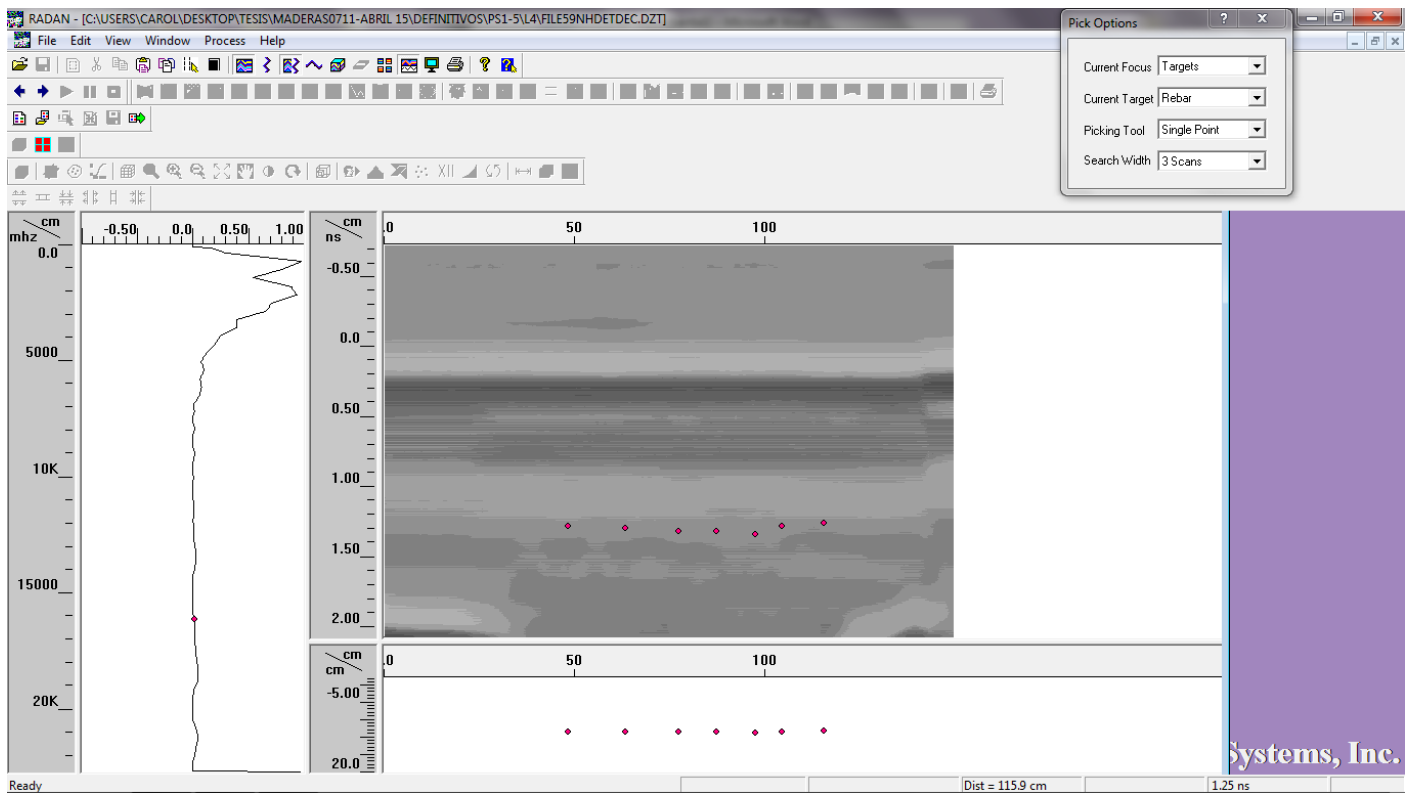 RADAN - [C:\USERS\CAROL\DESKTOP\TESIS\MADERAS0711-ABRIL 15\DEFINITIVOS\PS1-5\L4\FILE59NHDETDEC.DZT]
File Edit View Window Process Help
Pick Options
Current Focus Targets
Current Target Rebar
Picking Tool Single Point
Search Width 3 Scans
cm
mhz
-0.50 0.0 0.50 1.00
0.0
5000
10K
15000
20K
cm
ns
.0 50 100
-0.50
0.0
0.50
1.00
1.50
2.00
cm
cm
.0 50 100
-5.00
20.0
Systems, Inc.
Ready
Dist = 115.9 cm
1.25 ns